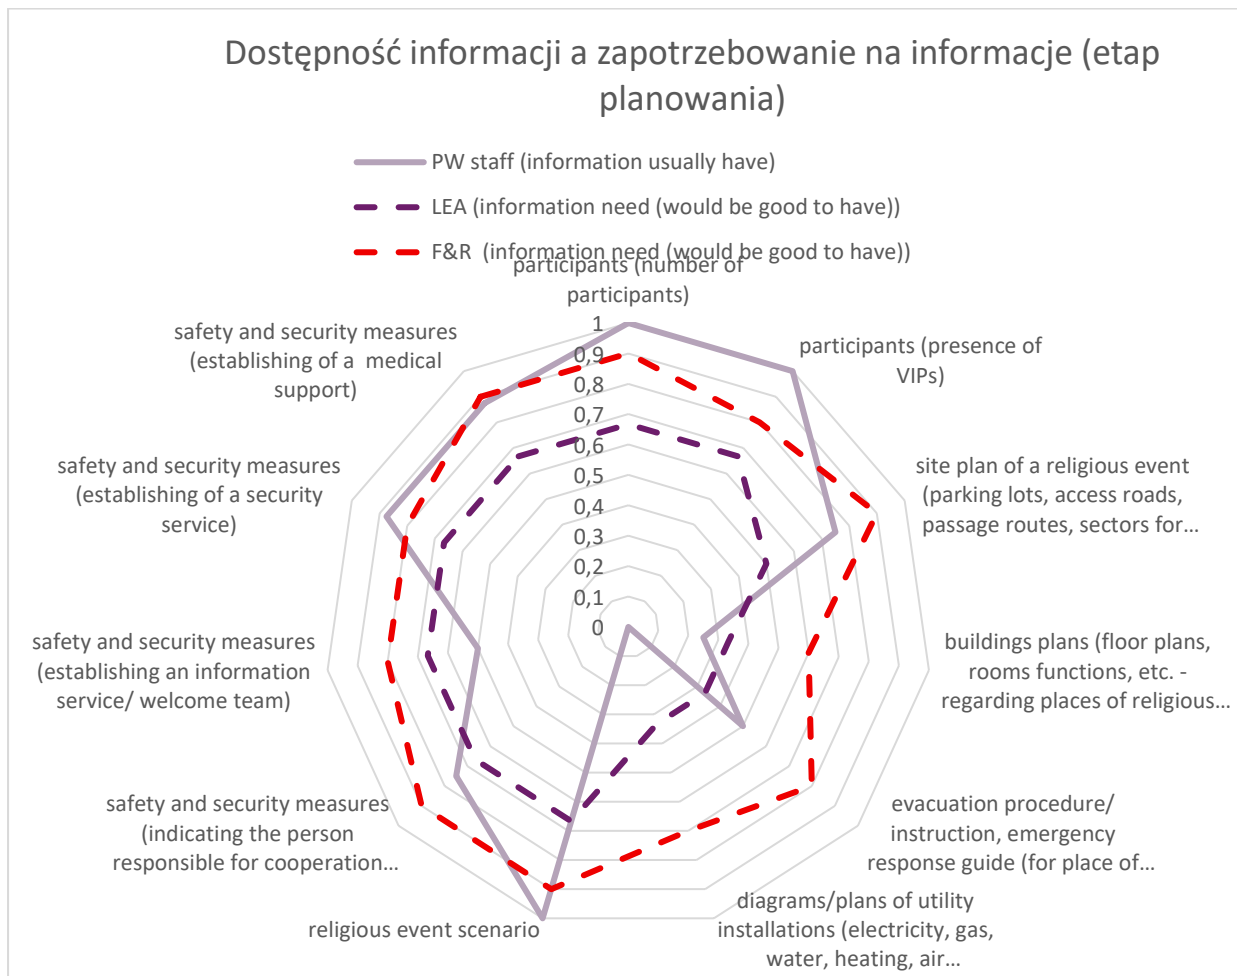 Dostępność informacji a zapotrzebowanie na informacje (etap
planowania)
PW staff (information usually have)
LEA (information need (would be good to have))
F&R (information need (would be good to have))
participants (number of
participants)
participants (presence of
VIPs)
site plan of a religious event
(parking lots, access roads,
passage routes, sectors for...
buildings plans (floor plans,
rooms functions, etc. -
regarding places of religious...
evacuation procedure/
instruction, emergency
response guide (for place of...
diagrams/plans of utility
installations (electricity, gas,
water, heating, air...
religious event scenario
safety and security measures
(indicating the person
responsible for cooperation...
safety and security measures
(establishing an information
service/ welcome team)
safety and security measures
(establishing of a security
service)
safety and security measures
(establishing of a medical
support)
1
0,9
0,8
0,7
0,6
0,5
0,4
0,3
0,2
0,1
0